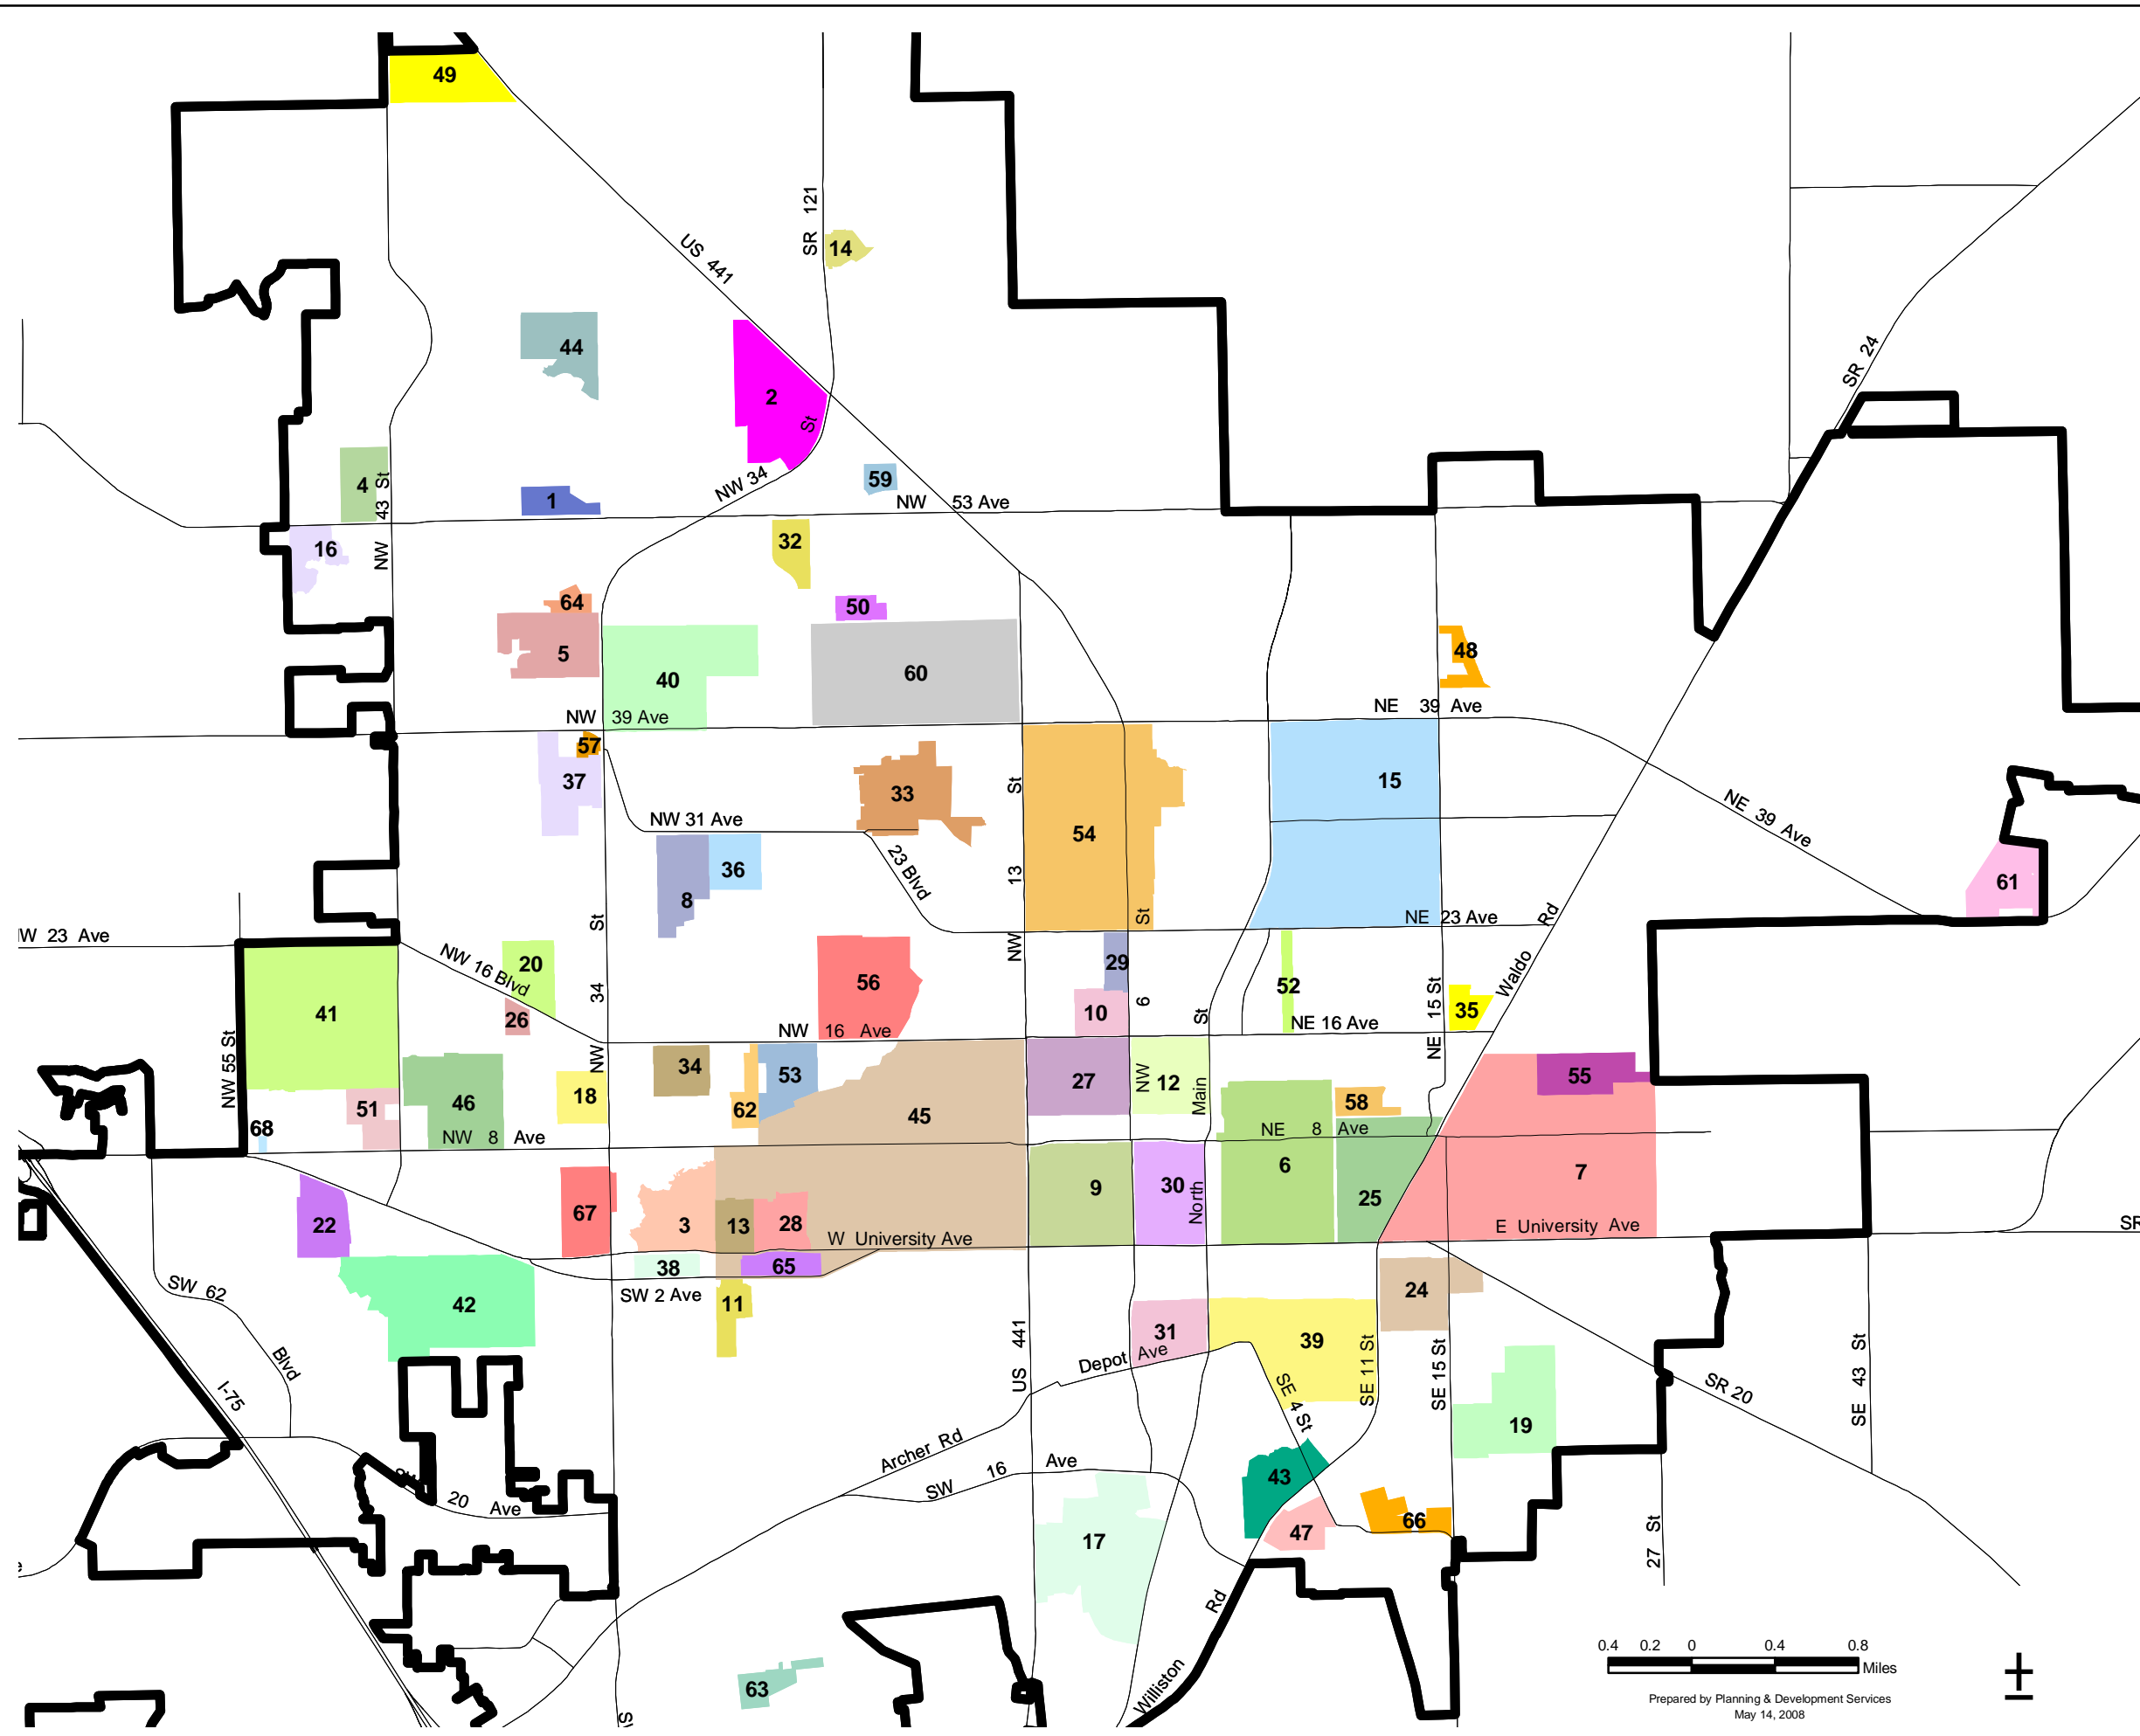 49
SR 121
14
US 441
44
2
St
SR 24
4
NW 43 St
1
NW 34
59
NW 53 Ave
16
32
64
50
5
40
60
48
NW 39 Ave
NE 39 Ave
57
37
33
15
NE 39 Ave
NW 31 Ave
54
36
8
23 Blvd
61
NW 13 St
NE 23 Ave
Rd
W 23 Ave
NW 16 Blvd
20
NW 34 St
56
29
NW 6 St
52
Waldo
41
26
10
NE 15 St
35
NW 16 Ave
NE 16 Ave
NW 55 St
34
53
27
12
Main St
55
46
18
62
45
58
51
68
NW 8 Ave
NE 8 Ave
6
7
9
30
25
67
3
13
28
North
22
W University Ave
E University Ave
SR
38
65
SW 62
Blvd
42
SW 2 Ave
11
24
31
39
US 441
Depot Ave
SE 11 St
SE 15 St
SE 43 St
I-75
SE 4 St
SR 20
19
Archer Rd
SW 16 Ave
43
20 Ave
47
66
17
27 St
Rd
63
Williston
0.4 0.2 0 0.4 0.8
Miles
Prepared by Planning & Development Services
May 14, 2008